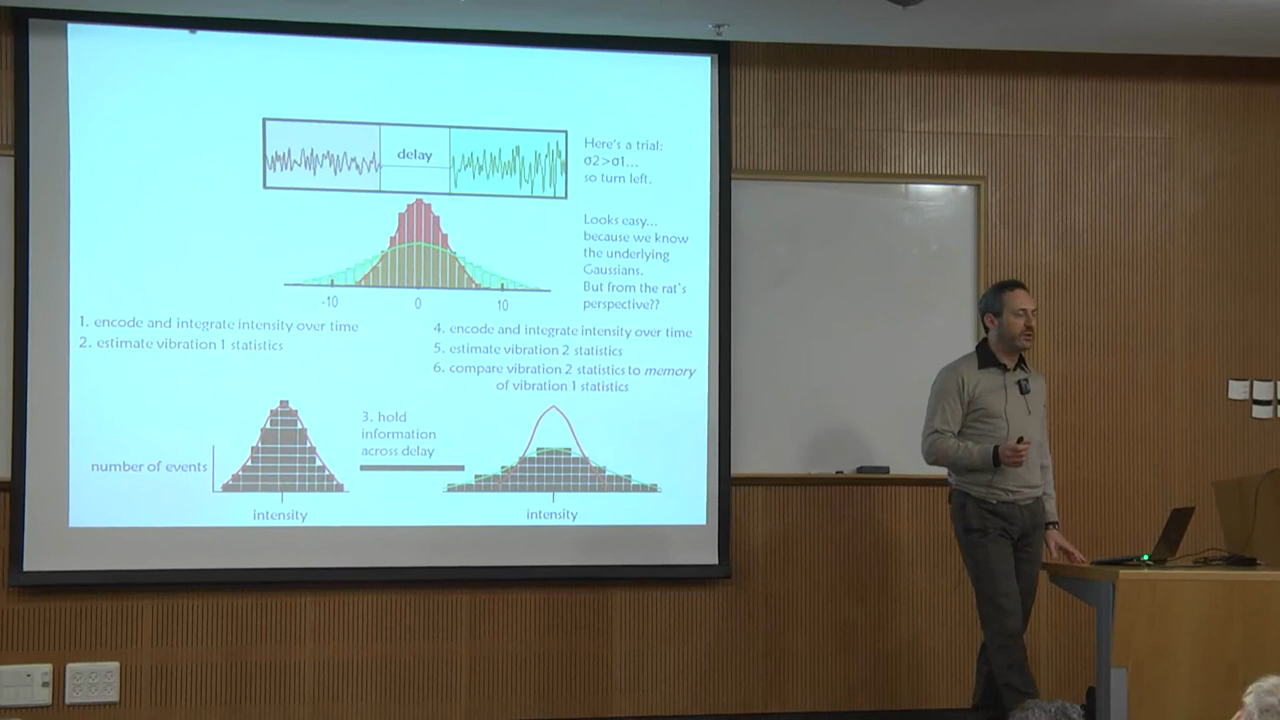 delay
Here's a trial:
σ2>σ1...
so turn left.
Looks easy...
because we know
the underlying
Gaussians.
But from the rat's
perspective??
-10 0 10
1. encode and integrate intensity over time
2. estimate vibration 1 statistics
4. encode and integrate intensity over time
5. estimate vibration 2 statistics
6. compare vibration 2 statistics to memory
of vibration 1 statistics
3. hold
information
across delay
number of events
intensity
intensity